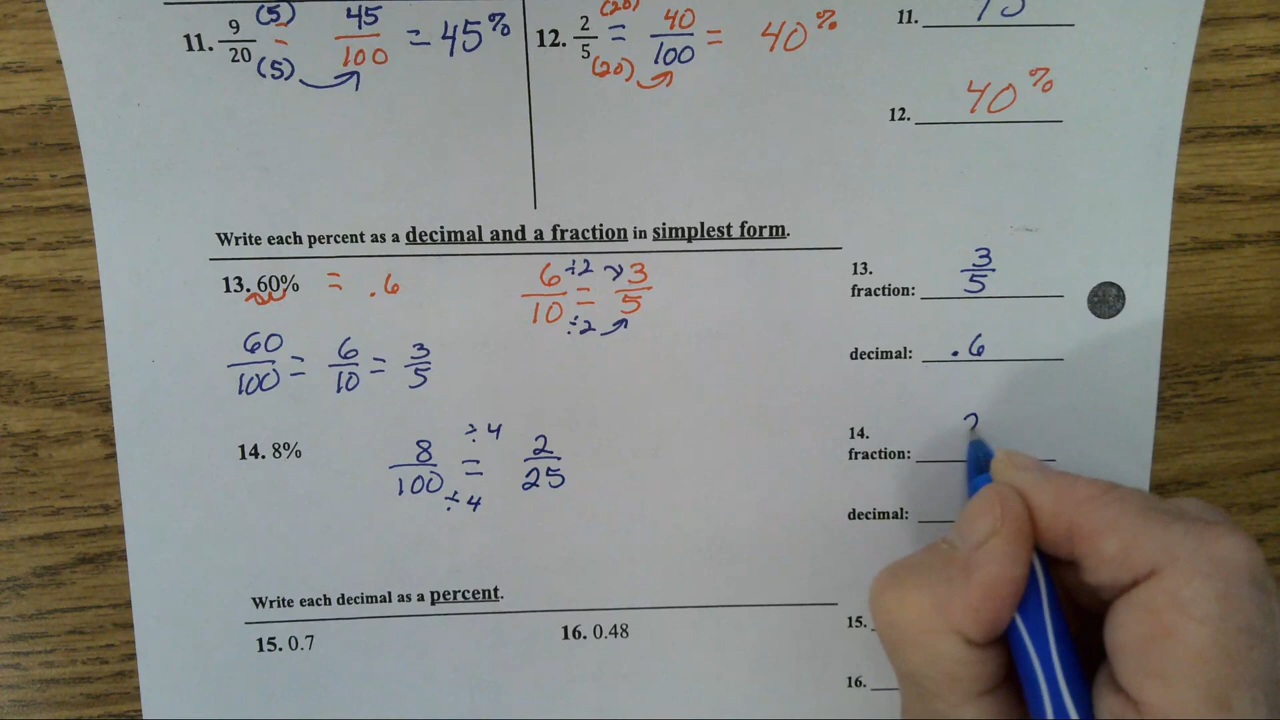 11. 9/20 (5) (5) = 45/100 = 45%
12. 2/5 (20) (20) = 40/100 = 40%
11.
12. 40%
Write each percent as a decimal and a fraction in simplest form.
13. 60% = .6
6/10 ÷2 ÷2 = 3/5
60/100 = 6/10 = 3/5
13.
fraction: 3/5
decimal: .6
14. 8%
8/100 ÷4 ÷4 = 2/25
14.
fraction: 2
decimal:
Write each decimal as a percent.
15. 0.7
16. 0.48
15.
16.